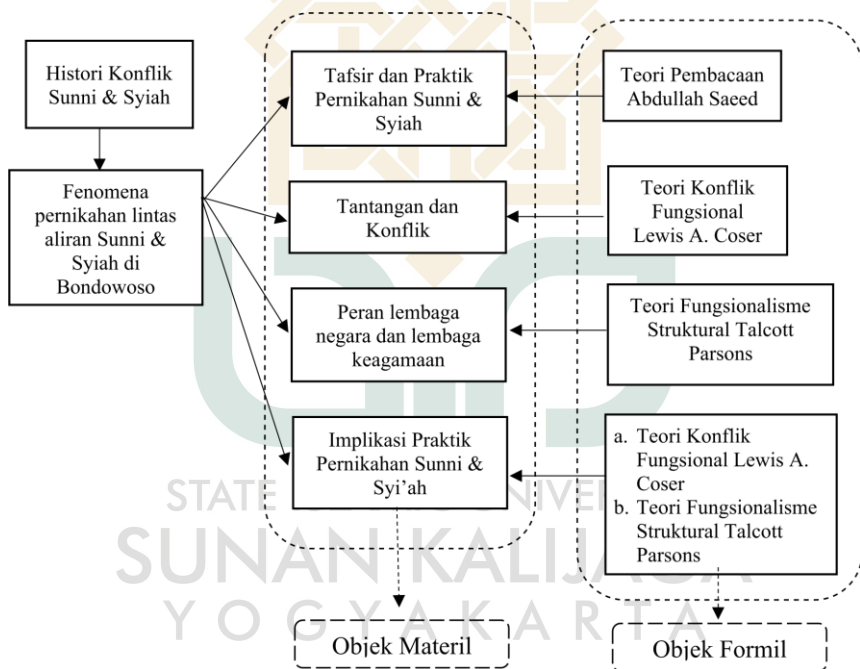 Histori Konflik
Sunni & Syiah
Fenomena
pernikahan lintas
aliran Sunni &
Syiah di
Bondowoso
Tafsir dan Praktik
Pernikahan Sunni &
Syiah
Tantangan dan
Konflik
Peran lembaga
negara dan lembaga
keagamaan
Implikasi Praktik
Pernikahan Sunni &
Syi’ah
Teori Pembacaan
Abdullah Saeed
Teori Konflik
Fungsional
Lewis A. Coser
Teori Fungsionalisme
Struktural Talcott
Parsons
a. Teori Konflik
Fungsional Lewis A.
Coser
b. Teori Fungsionalisme
Struktural Talcott
Parsons
STATE UNIVE
SUNAN KALIJAGA
YOGYAKARTA
Objek Materil
Objek Formil